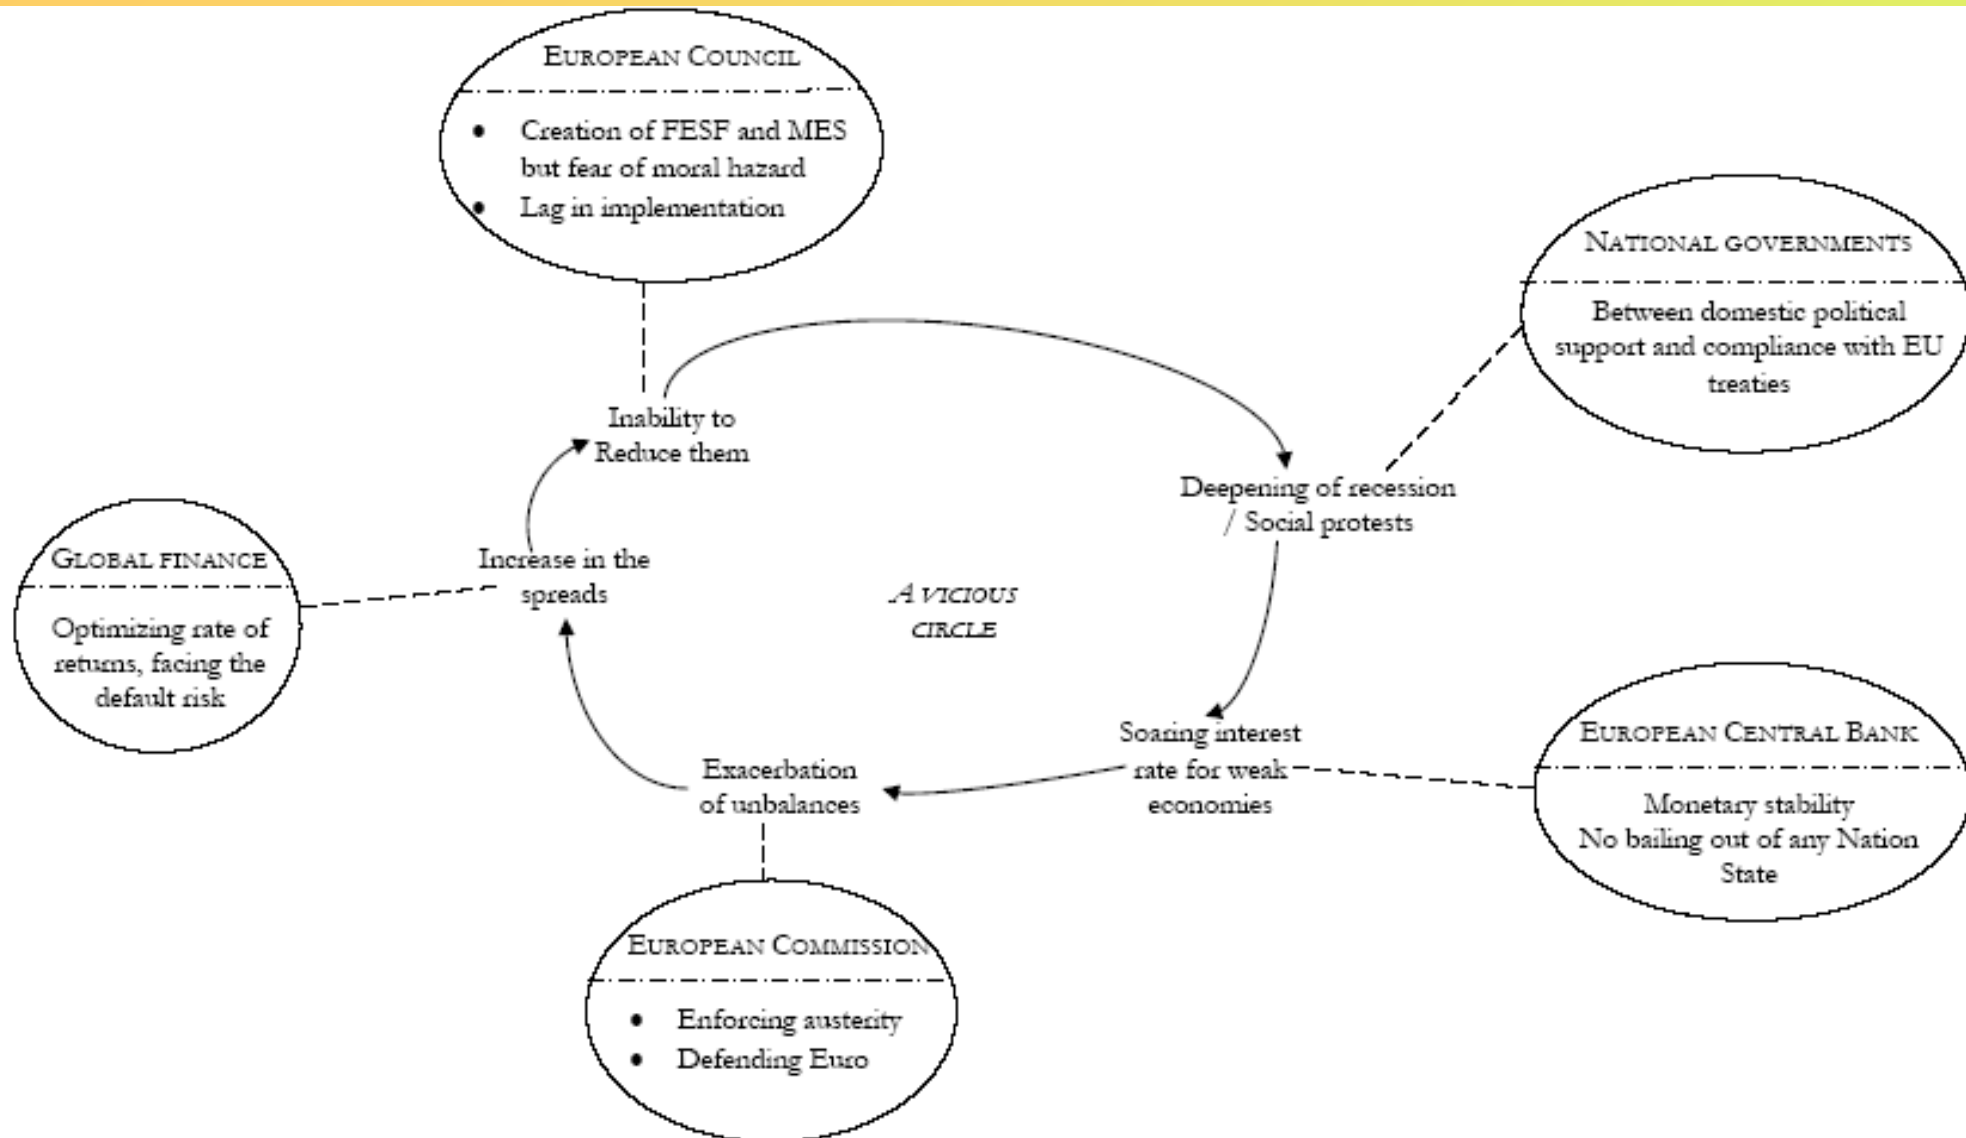 EUROPEAN COUNCIL
• Creation of FESF and MES
but fear of moral hazard
• Lag in implementation
NATIONAL GOVERNMENTS
Between domestic political
support and compliance with EU
treaties
Inability to
Reduce them
Deepening of recession
/ Social protests
GLOBAL FINANCE
Optimizing rate of
returns, facing the
default risk
Increase in the
spreads
A VICIOUS
CIRCLE
Soaring interest
rate for weak
economies
EUROPEAN CENTRAL BANK
Monetary stability
No bailing out of any Nation
State
Exacerbation
of unbalances
EUROPEAN COMMISSION
• Enforcing austerity
• Defending Euro